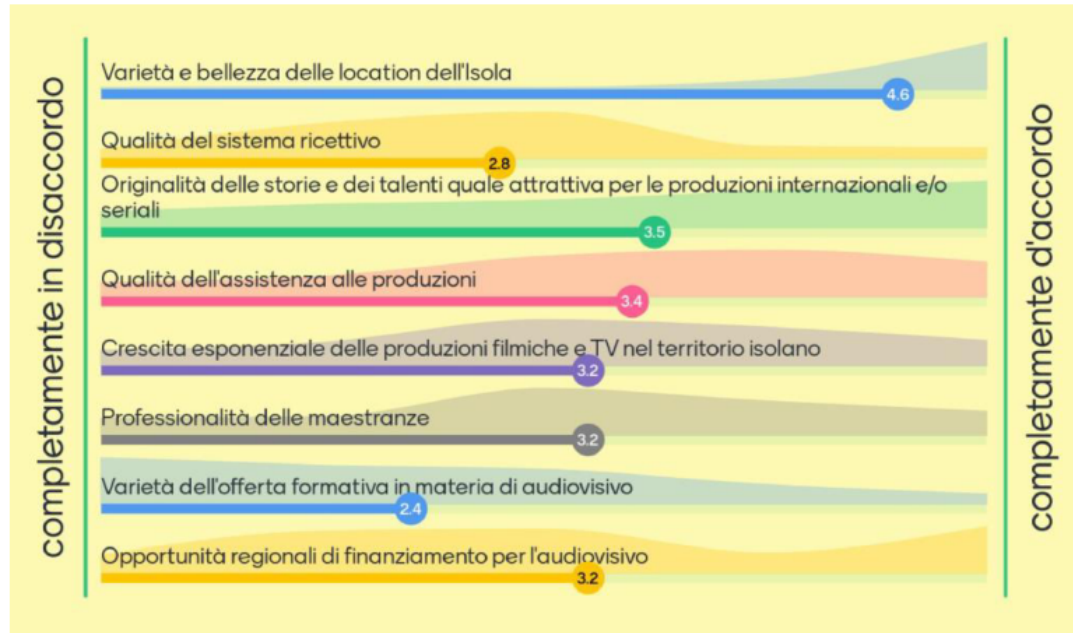 completamente in disaccordo
Varietà e bellezza delle location dell'Isola
4.6
Qualità del sistema ricettivo
2.8
Originalità delle storie e dei talenti quale attrattiva per le produzioni internazionali e/o
seriali
3.5
Qualità dell'assistenza alle produzioni
3.4
Crescita esponenziale delle produzioni filmiche e TV nel territorio isolano
3.2
Professionalità delle maestranze
3.2
Varietà dell'offerta formativa in materia di audiovisivo
2.4
Opportunità regionali di finanziamento per l'audiovisivo
3.2
completamente d'accordo